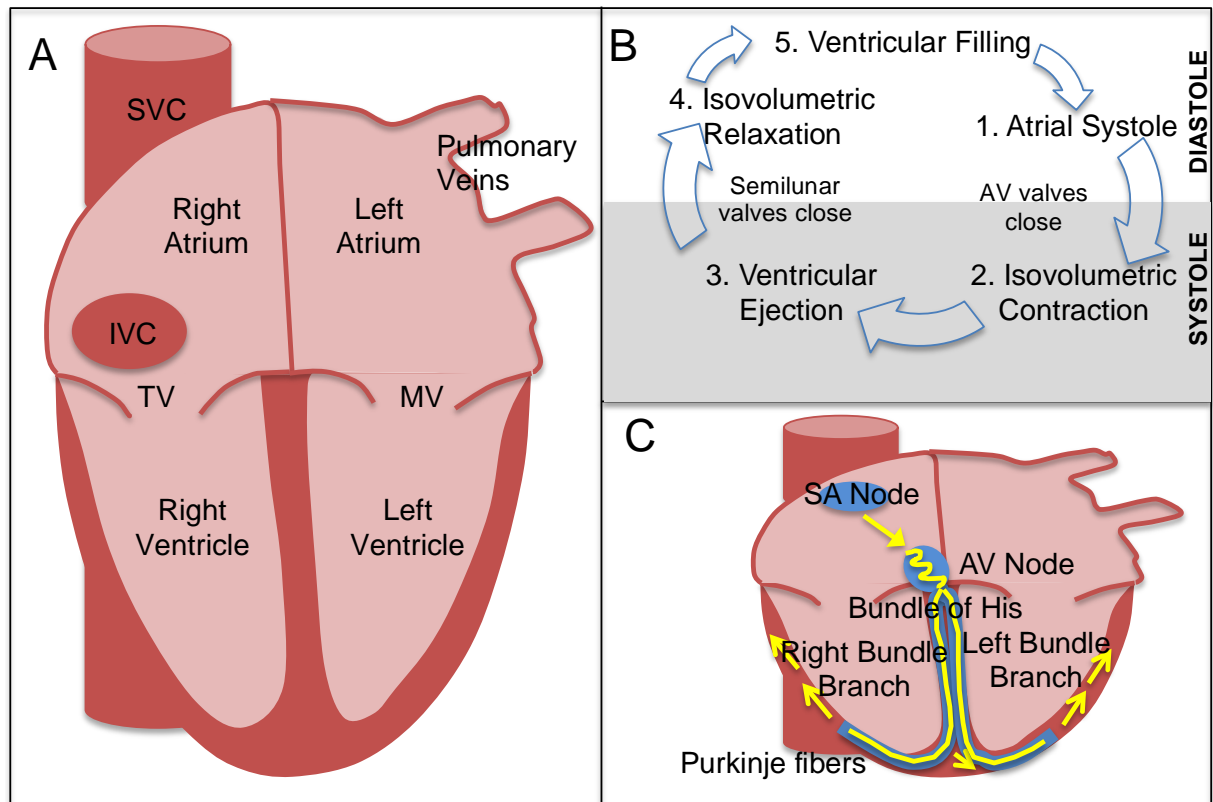 A
SVC
Pulmonary
Veins
Right
Atrium
Left
Atrium
IVC
TV
MV
Right
Ventricle
Left
Ventricle
B
5. Ventricular Filling
4. Isovolumetric
Relaxation
1. Atrial Systole
DIASTOLE
Semilunar
valves close
AV valves
close
3. Ventricular
Ejection
2. Isovolumetric
Contraction
SYSTOLE
C
SA Node
AV Node
Bundle of His
Right Bundle
Branch
Left Bundle
Branch
Purkinje fibers